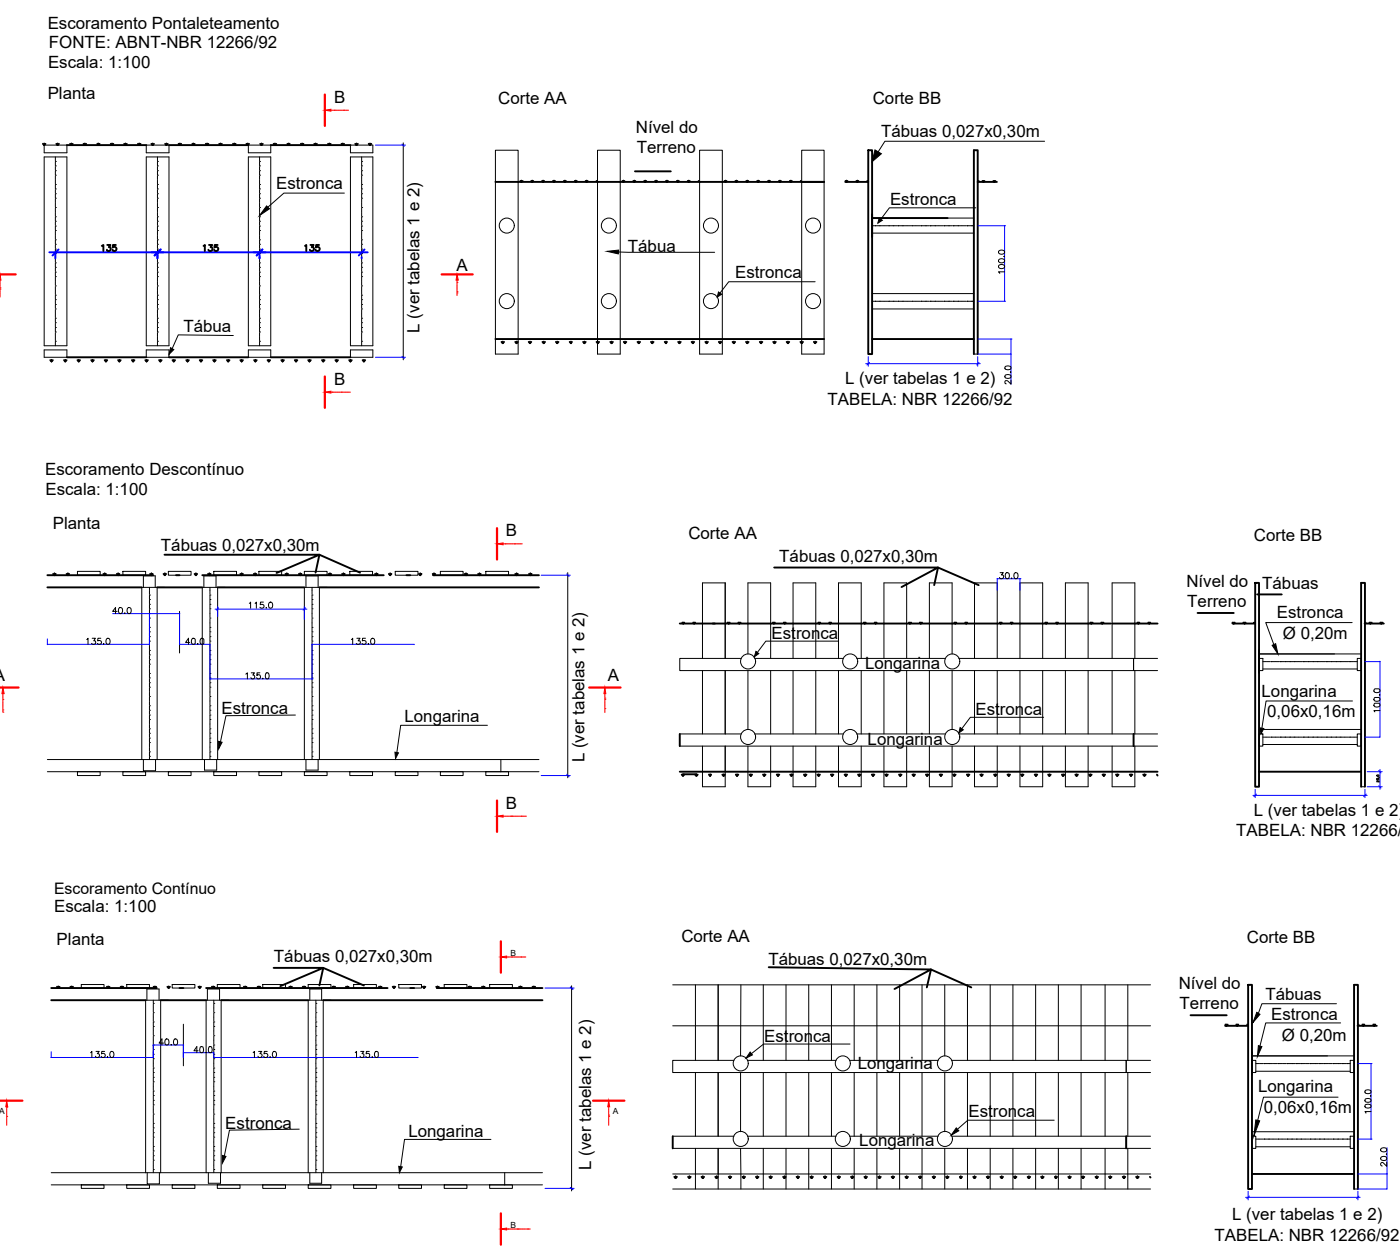 Escoramento Pontaleteamento
FONTE: ABNT-NBR 12266/92
Escala: 1:100
Planta
B
Estronca
135
135
135
L (ver tabelas 1 e 2)
Tábua
B
A
Corte AA
Nível do
Terreno
Tábua
Estronca
Corte BB
Tábuas 0,027x0,30m
Estronca
100.0
20.0
L (ver tabelas 1 e 2)
TABELA: NBR 12266/92
Escoramento Descontínuo
Escala: 1:100
Planta
B
Tábuas 0,027x0,30m
40.0
115.0
135.0
40.0
135.0
135.0
L (ver tabelas 1 e 2)
A
A
Estronca
Longarina
B
Corte AA
Tábuas 0,027x0,30m
30.0
Estronca
Longarina
Estronca
Longarina
Corte BB
Nível do
Terreno
Tábuas
Estronca
Ø 0,20m
Longarina
0,06x0,16m
100.0
L (ver tabelas 1 e 2
TABELA: NBR 12266/
Escoramento Contínuo
Escala: 1:100
Planta
B
Tábuas 0,027x0,30m
40.0
40.0
135.0
135.0
135.0
L (ver tabelas 1 e 2)
A
A
Estronca
Longarina
B
Corte AA
Tábuas 0,027x0,30m
Estronca
Longarina
Estronca
Longarina
Corte BB
Nível do
Terreno
Tábuas
Estronca
Ø 0,20m
Longarina
0,06x0,16m
100.0
20.0
L (ver tabelas 1 e 2)
TABELA: NBR 12266/92